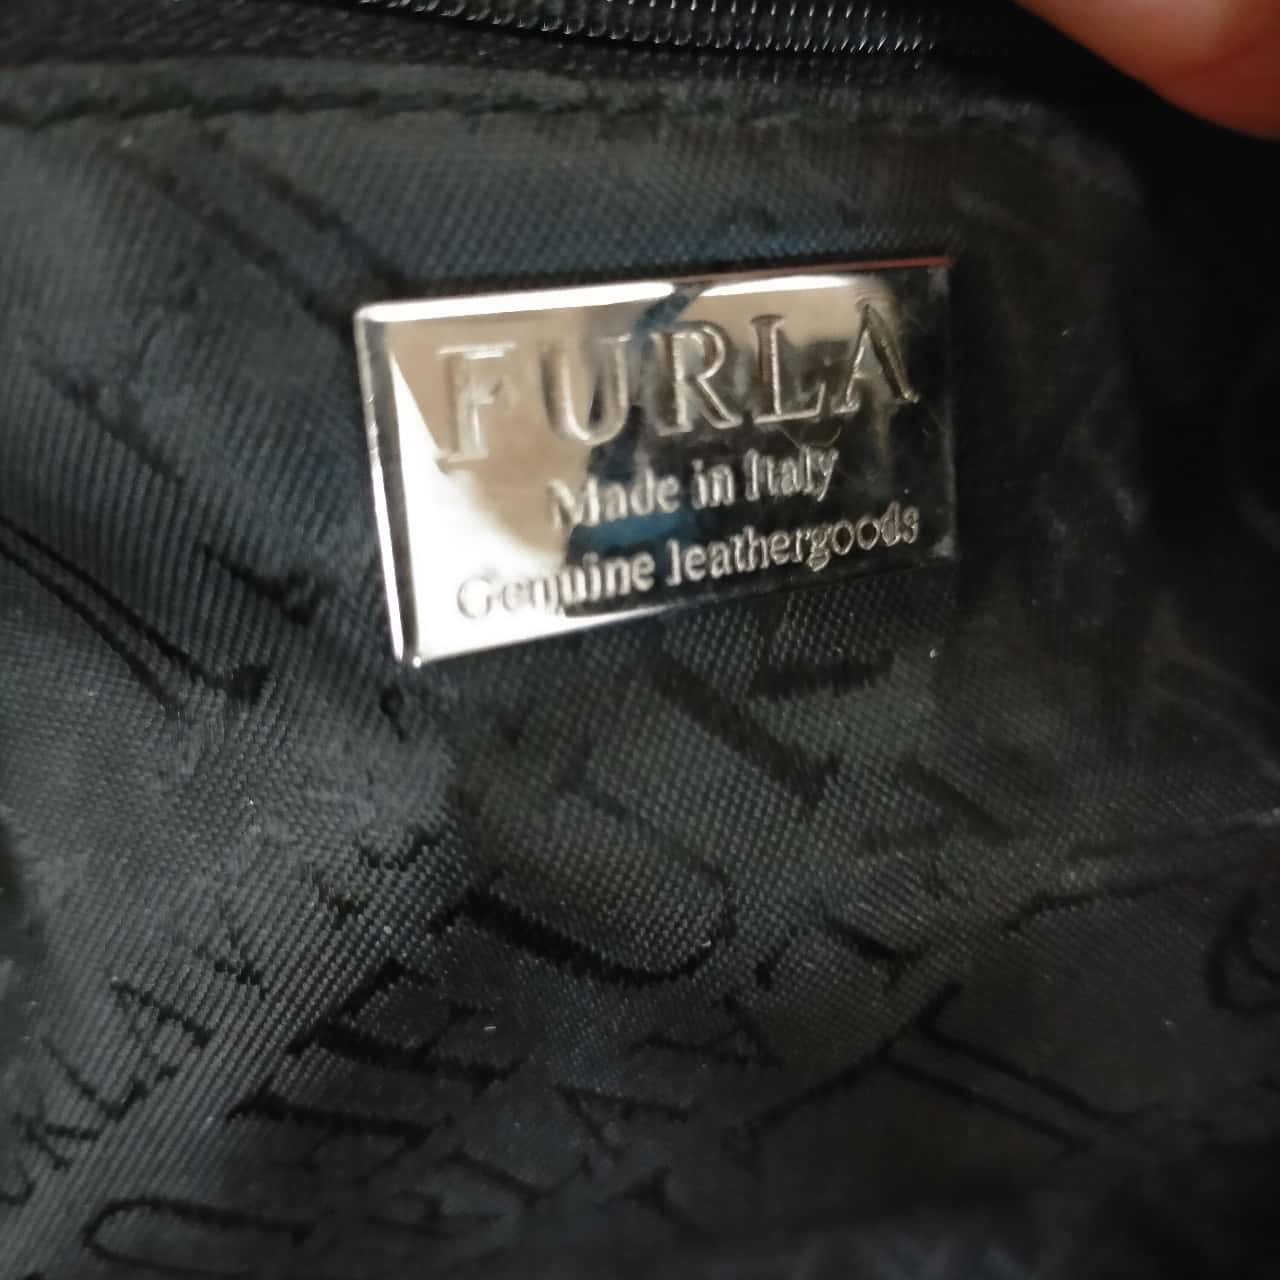 FURLA
Made in Italy
Genuine leathergoods